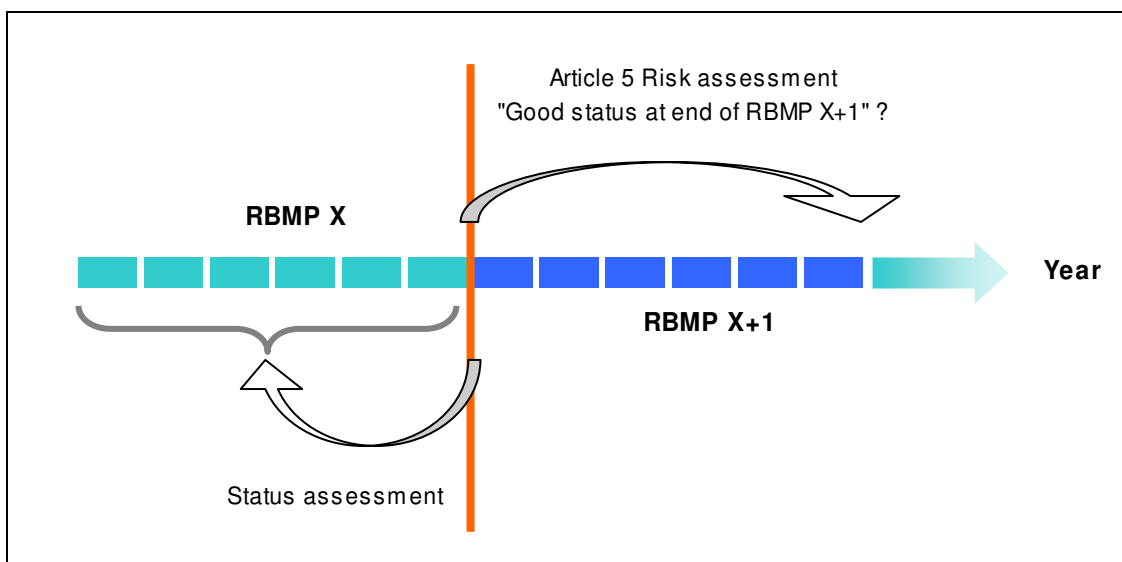 Article 5 Risk assessment
"Good status at end of RBMP X+1" ?
RBMP X
Year
RBMP X+1
Status assessment